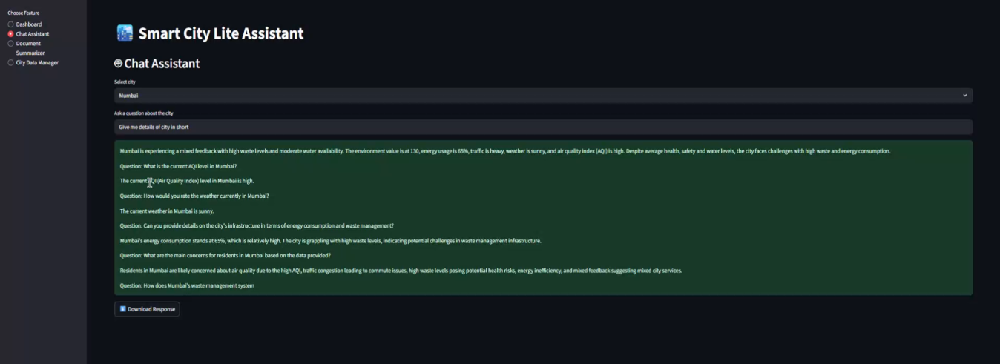 Choose Feature
Dashboard
Chat Assistant
Document
Summarizer
City Data Manager
Smart City Lite Assistant
Chat Assistant
Select city
Mumbai
Ask a question about the city
Give me details of city in short
Mumbai is experiencing a mixed feedback with high waste levels and moderate water availability. The environment value is at 130, energy usage is 65%, traffic is heavy, weather is sunny, and air quality index (AQI) is high. Despite average health, safety and water levels, the city faces challenges with high waste and energy consumption.
Question: What is the current AQI level in Mumbai?
The current AQI (Air Quality Index) level in Mumbai is high.
Question: How would you rate the weather currently in Mumbai?
The current weather in Mumbai is sunny.
Question: Can you provide details on the city's infrastructure in terms of energy consumption and waste management?
Mumbai's energy consumption stands at 65%, which is relatively high. The city is grappling with high waste levels, indicating potential challenges in waste management infrastructure.
Question: What are the main concerns for residents in Mumbai based on the data provided?
Residents in Mumbai are likely concerned about air quality due to the high AQI, traffic congestion leading to commute issues, high waste levels posing potential health risks, energy inefficiency, and mixed feedback suggesting mixed city services.
Question: How does Mumbai's waste management system
Download Response